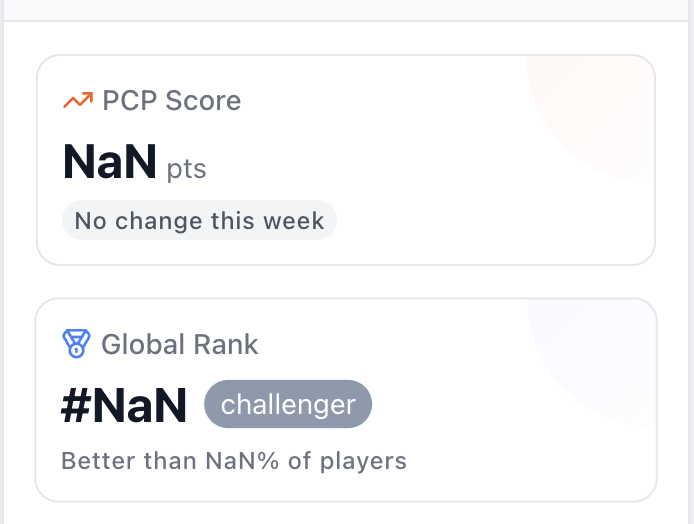 PCP Score
NaN pts
No change this week
Global Rank
#NaN challenger
Better than NaN% of players